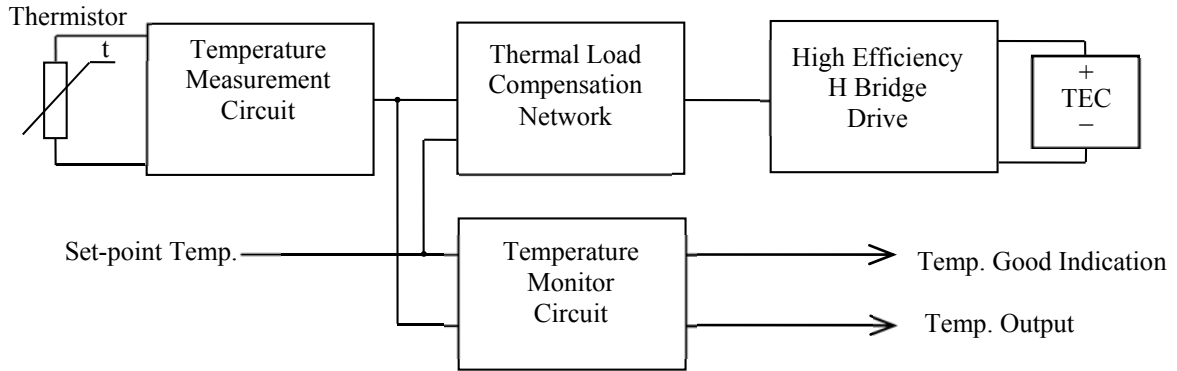 Thermistor
t
Temperature
Measurement
Circuit
Thermal Load
Compensation
Network
High Efficiency
H Bridge
Drive
+
TEC
–
Set-point Temp.
Temperature
Monitor
Circuit
Temp. Good Indication
Temp. Output